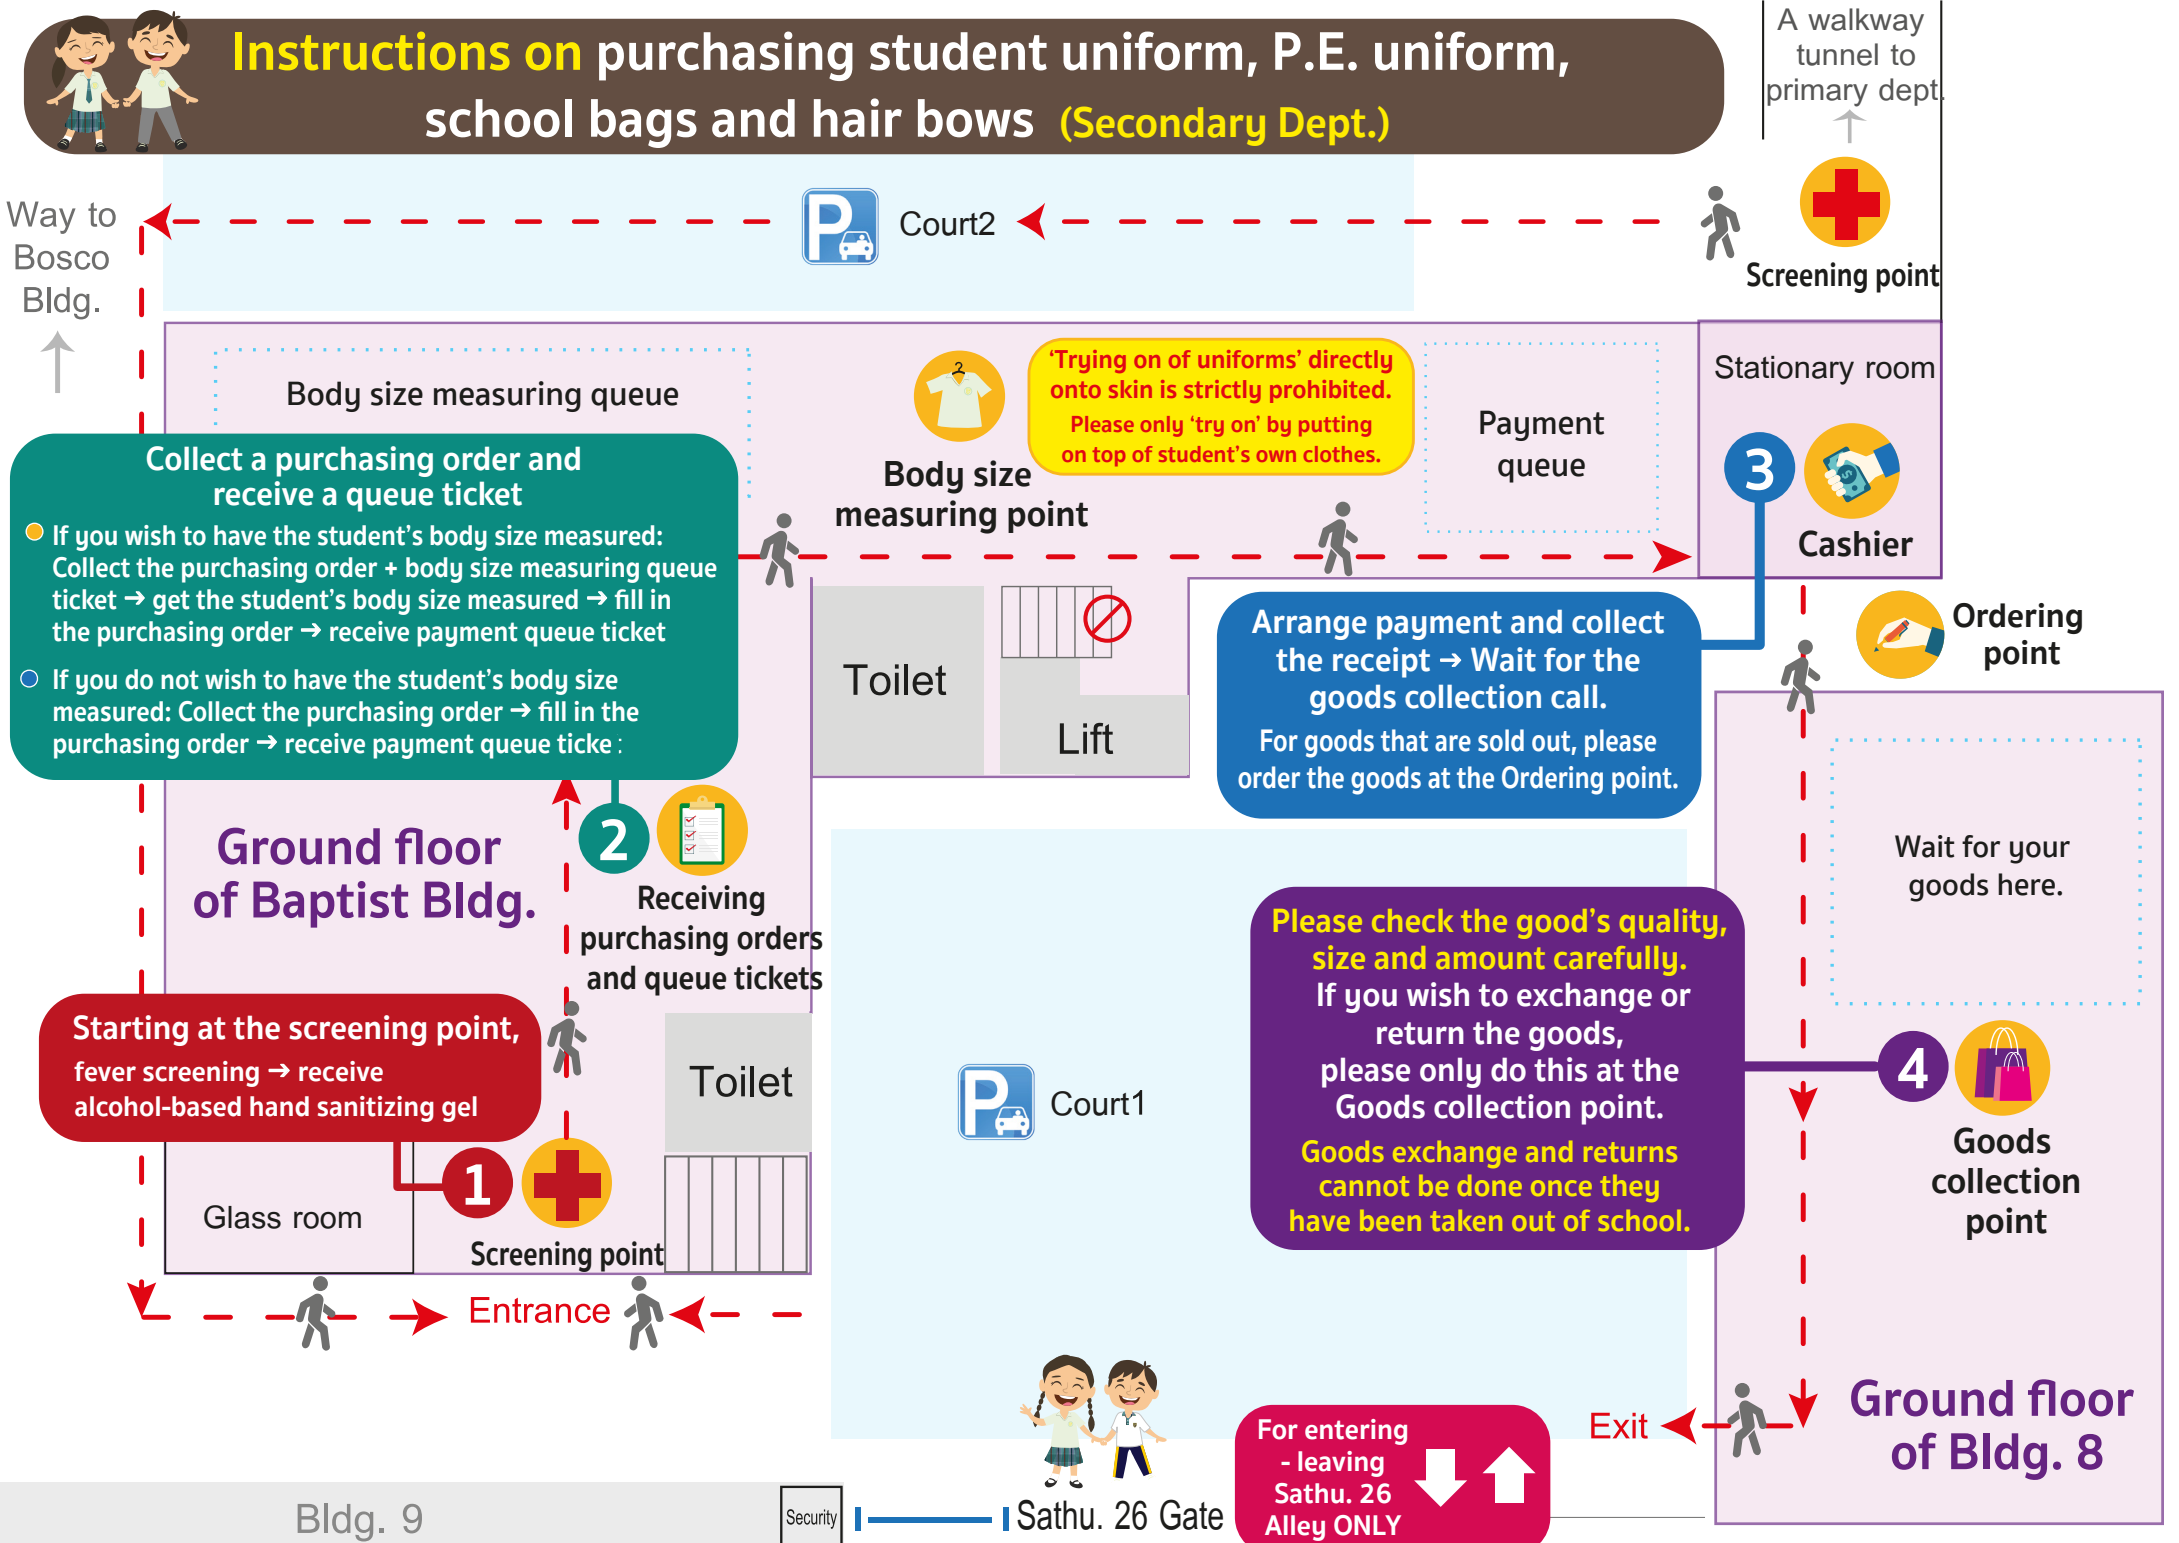 Instructions on purchasing student uniform, P.E. uniform,
school bags and hair bows (Secondary Dept.)
A walkway
tunnel to
primary dept.
Way to
Bosco
Bldg.
Court2
Screening point
Body size measuring queue
Body size
measuring point
'Trying on of uniforms' directly
onto skin is strictly prohibited.
Please only 'try on' by putting
on top of student's own clothes.
Payment
queue
Stationary room
3
Cashier
Collect a purchasing order and
receive a queue ticket
If you wish to have the student's body size measured:
Collect the purchasing order + body size measuring queue
ticket → get the student's body size measured → fill in
the purchasing order → receive payment queue ticket
If you do not wish to have the student's body size
measured: Collect the purchasing order → fill in the
purchasing order → receive payment queue ticke
Toilet
Lift
Arrange payment and collect
the receipt → Wait for the
goods collection call.
For goods that are sold out, please
order the goods at the Ordering point.
Ordering
point
Ground floor
of Baptist Bldg.
2
Receiving
purchasing orders
and queue tickets
Wait for your
goods here.
Please check the good's quality,
size and amount carefully.
If you wish to exchange or
return the goods,
please only do this at the
Goods collection point.
Goods exchange and returns
cannot be done once they
have been taken out of school.
4
Goods
collection
point
Starting at the screening point,
fever screening → receive
alcohol-based hand sanitizing gel
Toilet
P
Court1
Glass room
1
Screening point
Entrance
Exit
Ground floor
of Bldg. 8
For entering
- leaving
Sathu. 26
Alley ONLY
Bldg. 9
Security
Sathu. 26 Gate
P
2